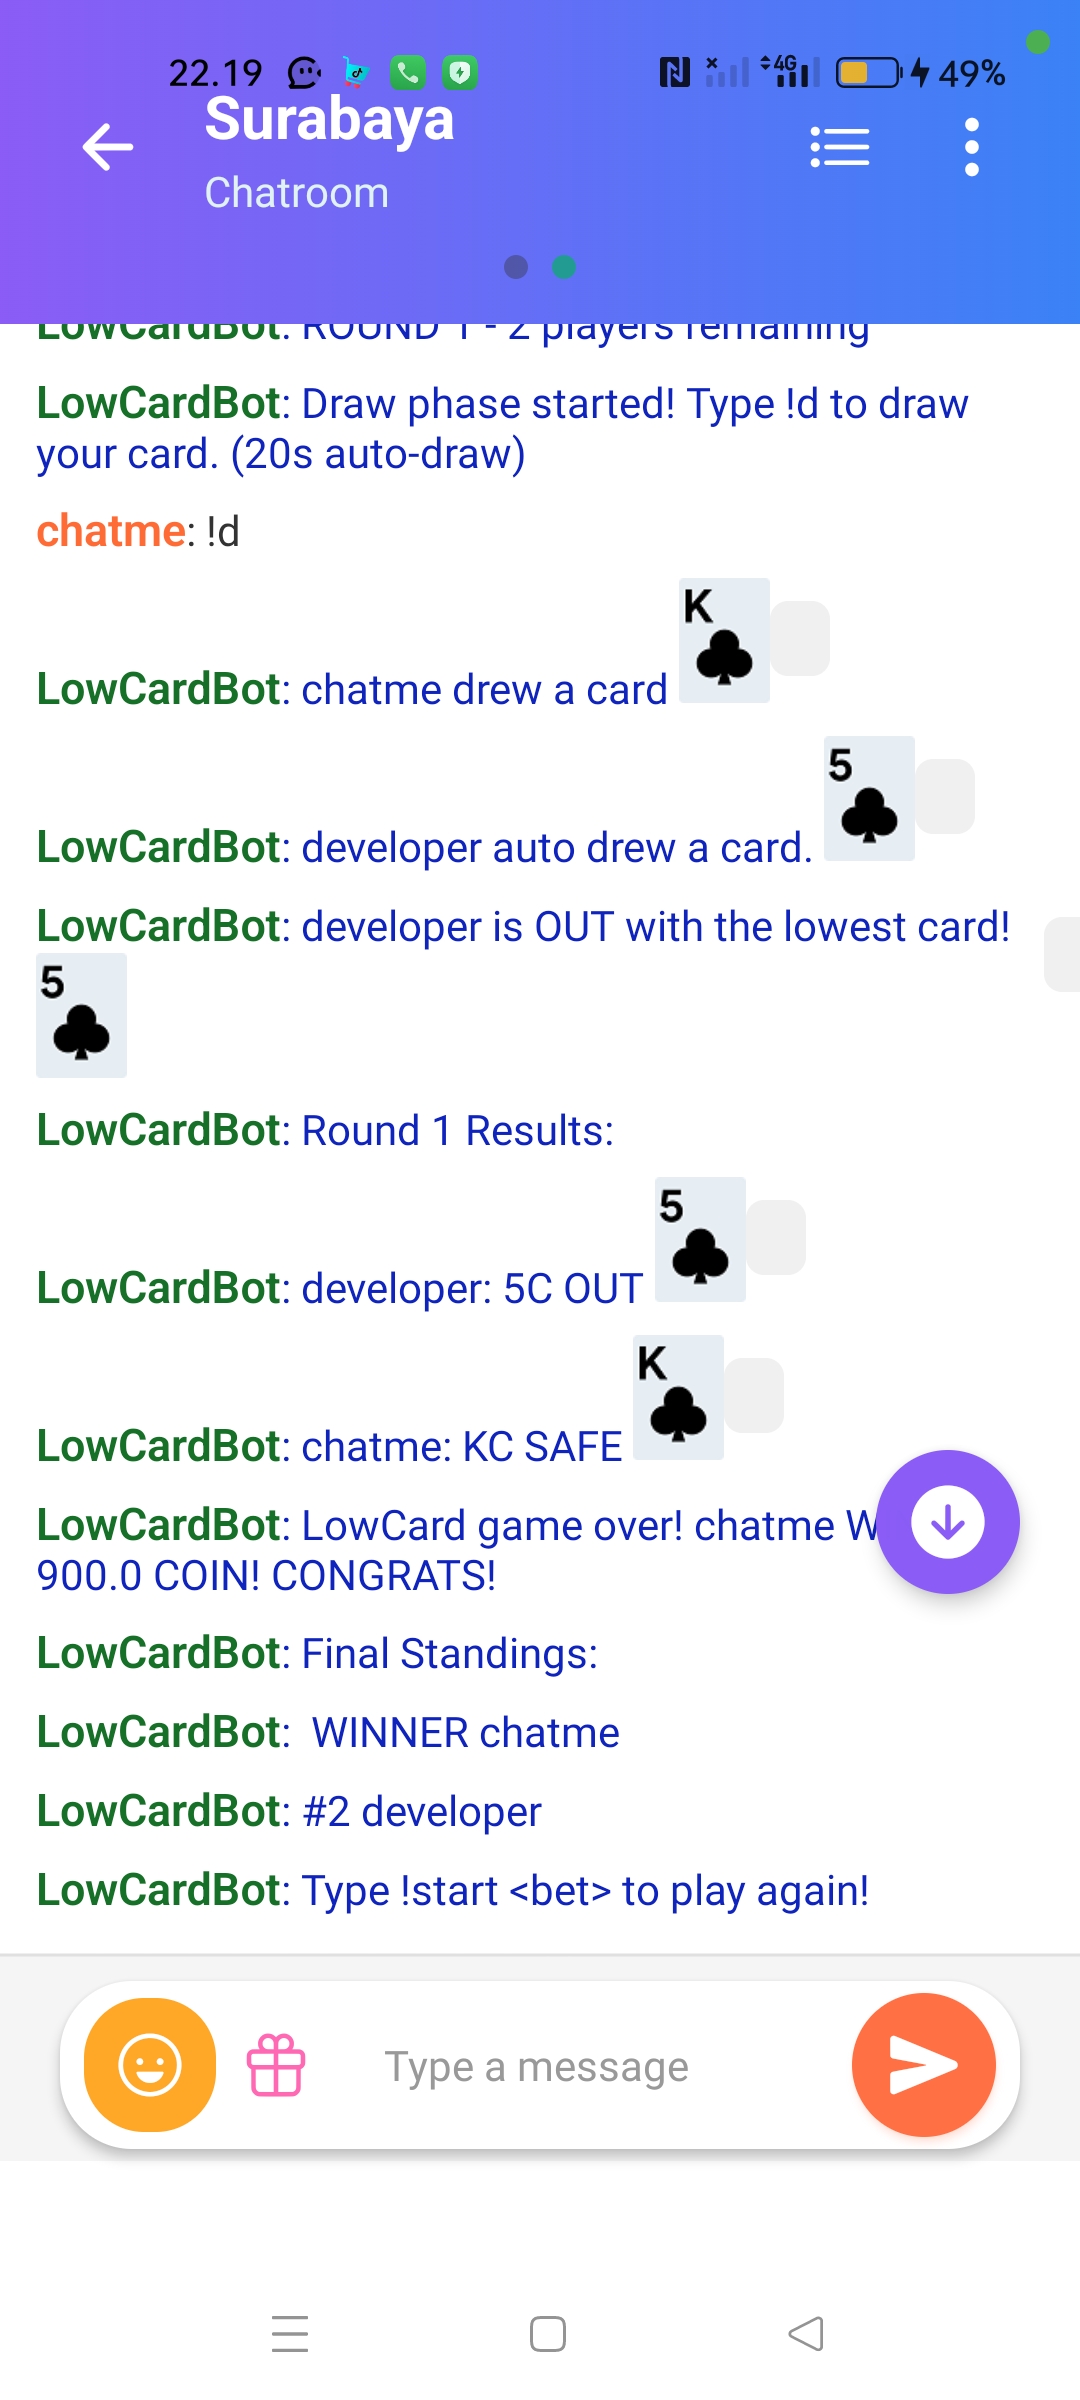 22.19
4G
49%
Surabaya
Chatroom
LowCardBot: ROUND 1 - 2 players remaining
LowCardBot: Draw phase started! Type !d to draw
your card. (20s auto-draw)
chatme: !d
K
LowCardBot: chatme drew a card
5
LowCardBot: developer auto drew a card.
LowCardBot: developer is OUT with the lowest card!
5
LowCardBot: Round 1 Results:
5
LowCardBot: developer: 5C OUT
K
LowCardBot: chatme: KC SAFE
LowCardBot: LowCard game over! chatme
900.0 COIN! CONGRATS!
LowCardBot: Final Standings:
LowCardBot: WINNER chatme
LowCardBot: #2 developer
LowCardBot: Type !start <bet> to play again!
Type a message